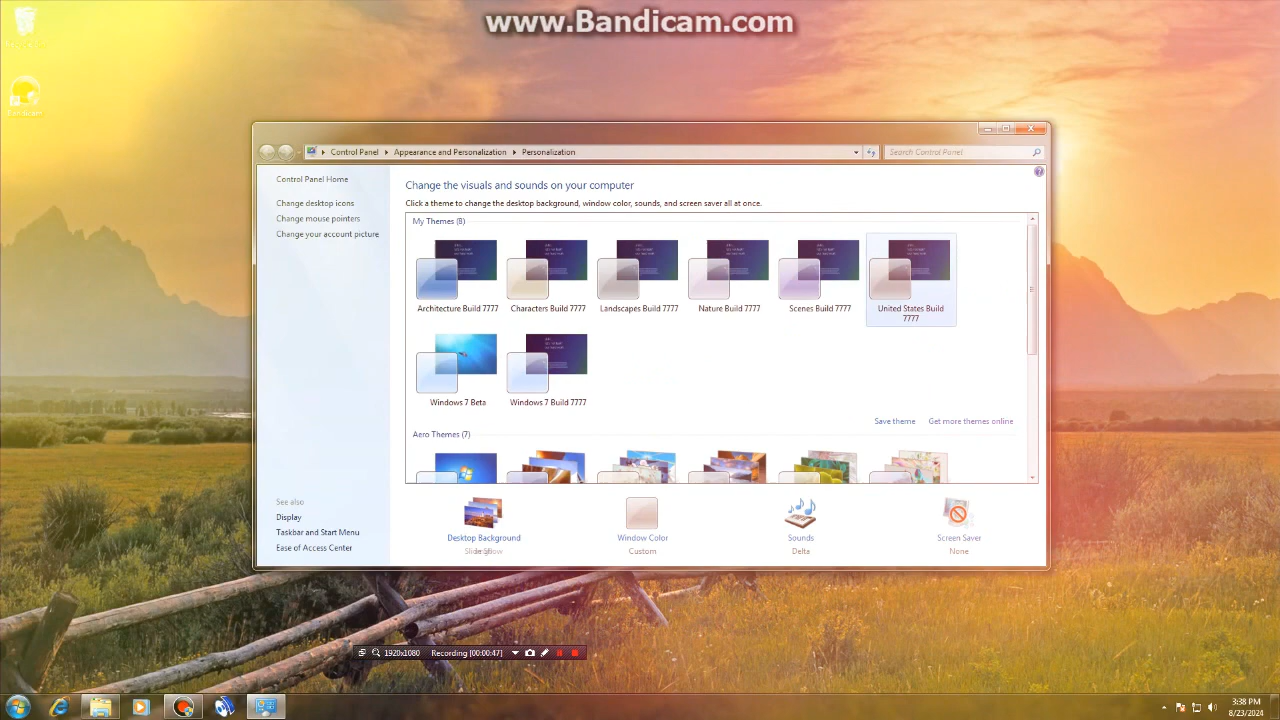 www.Bandicam.com
Bandicam
Control Panel
Appearance and Personalization
Personalization
Search Control Panel
Control Panel Home
Change desktop icons
Change mouse pointers
Change your account picture
Change the visuals and sounds on your computer
Click a theme to change the desktop background, window color, sounds, and screen saver all at once.
My Themes (8)
Architecture Build 7777
Characters Build 7777
Landscapes Build 7777
Nature Build 7777
Scenes Build 7777
United States Build
7777
Windows 7 Beta
Windows 7 Build 7777
Save theme
Get more themes online
Aero Themes (7)
See also
Display
Taskbar and Start Menu
Ease of Access Center
Desktop Background
Window Color
Custom
Sounds
Delta
Screen Saver
None
1920x1080
Recording [00:00:47]
3:38 PM
8/23/2024